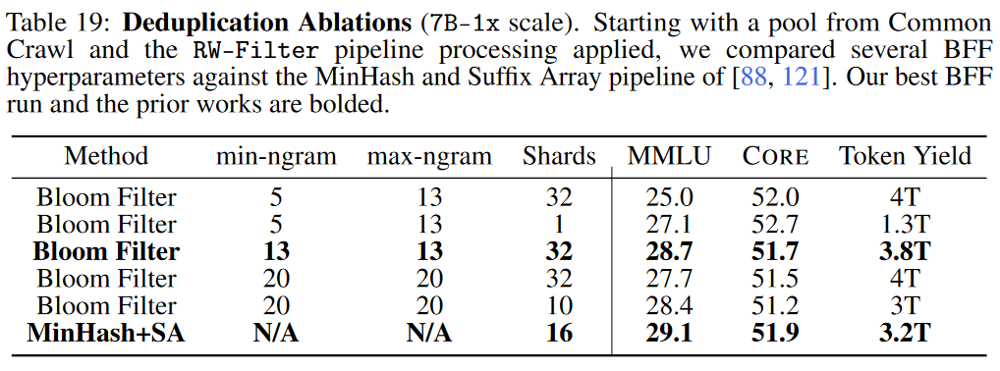 Table 19: Deduplication Ablations (7B-1x scale). Starting with a pool from Common
Crawl and the RW-Filter pipeline processing applied, we compared several BFF
hyperparameters against the MinHash and Suffix Array pipeline of [88, 121]. Our best BFF
run and the prior works are bolded.
Method min-ngram max-ngram Shards MMLU CORE Token Yield
Bloom Filter 5 13 32 25.0 52.0 4T
Bloom Filter 5 13 1 27.1 52.7 1.3T
Bloom Filter 13 13 32 28.7 51.7 3.8T
Bloom Filter 20 20 32 27.7 51.5 4T
Bloom Filter 20 20 10 28.4 51.2 3T
MinHash+SA N/A N/A 16 29.1 51.9 3.2T